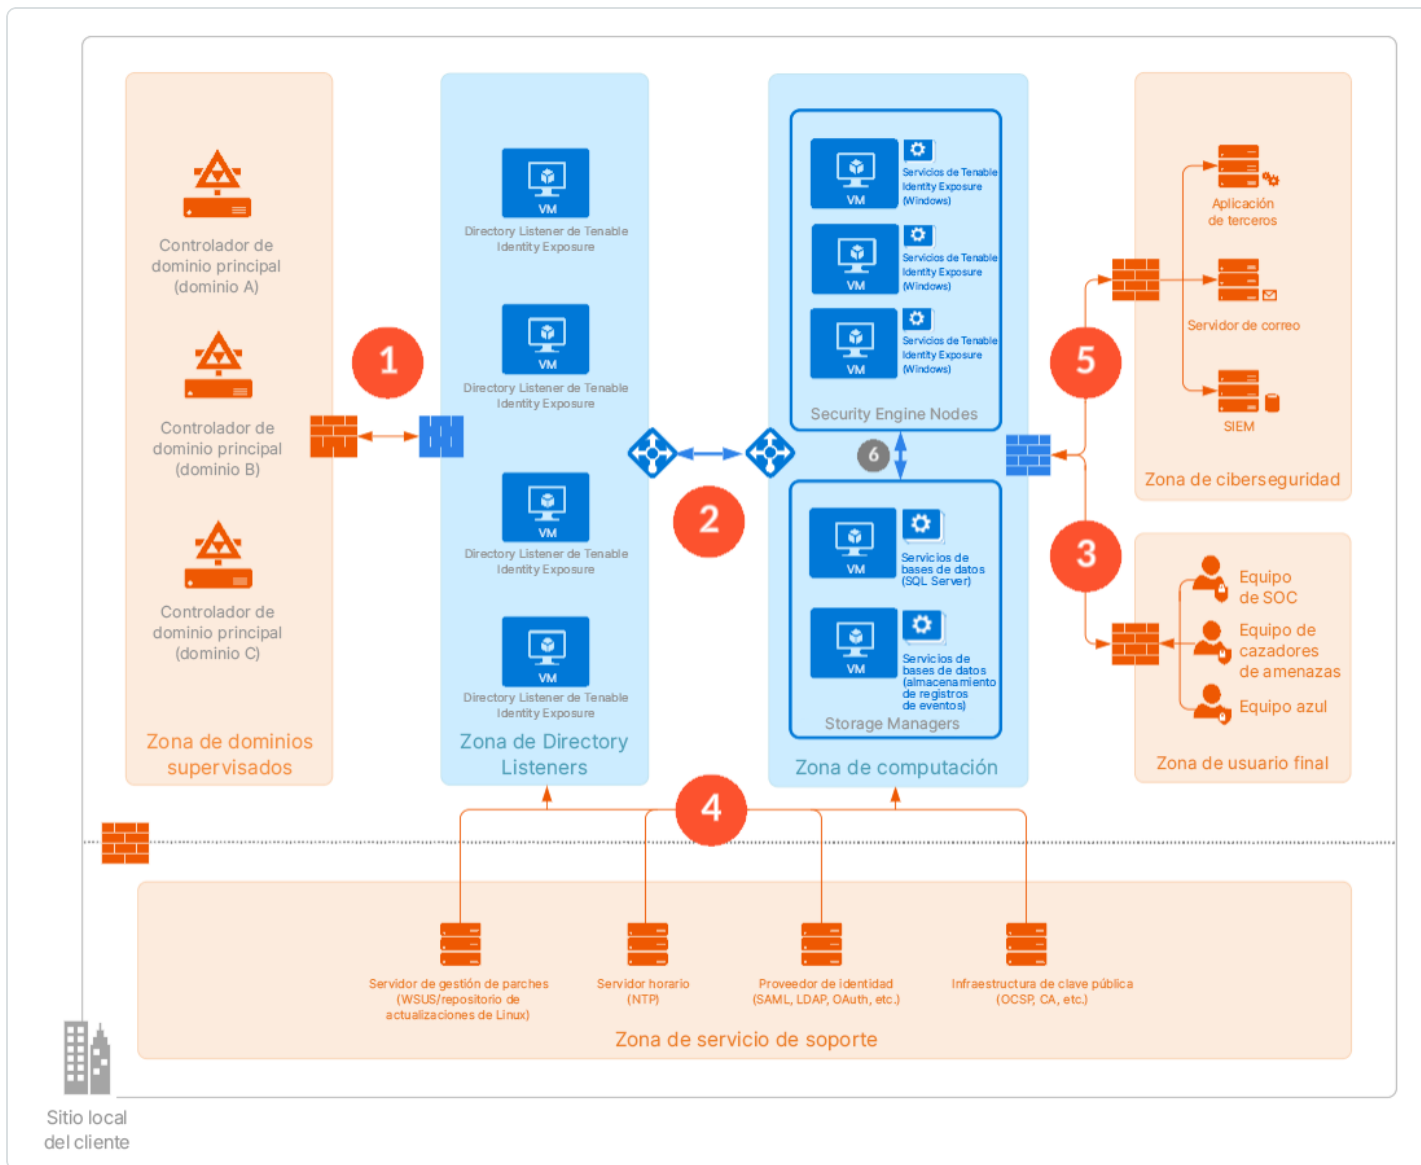 Controlador de
dominio principal
(dominio A)
Controlador de
dominio principal
(dominio B)
Controlador de
dominio principal
(dominio C)
Zona de dominios
supervisados
1
VM
Directory Listener de Tenable
Identity Exposure
VM
Directory Listener de Tenable
Identity Exposure
VM
Directory Listener de Tenable
Identity Exposure
VM
Directory Listener de Tenable
Identity Exposure
Zona de Directory
Listeners
2
VM
Servicios de Tenable
Identity Exposure
(Windows)
VM
Servicios de Tenable
Identity Exposure
(Windows)
VM
Servicios de Tenable
Identity Exposure
(Windows)
Security Engine Nodes
6
VM
Servicios de
bases de datos
(SQL Server)
VM
Servicios de
bases de datos
(almacenamiento
de registros
de eventos)
Storage Managers
Zona de computación
5
Aplicación
de terceros
Servidor de correo
SIEM
Zona de ciberseguridad
3
Equipo
de SOC
Equipo de
cazadores
de amenazas
Equipo azul
Zona de usuario final
4
Servidor de gestión de parches
(WSUS/repositorio de
actualizaciones de Linux)
Servidor horario
(NTP)
Proveedor de identidad
(SAML, LDAP, OAuth, etc.)
Infraestructura de clave pública
(OCSP, CA, etc.)
Zona de servicio de soporte
Sitio local
del cliente